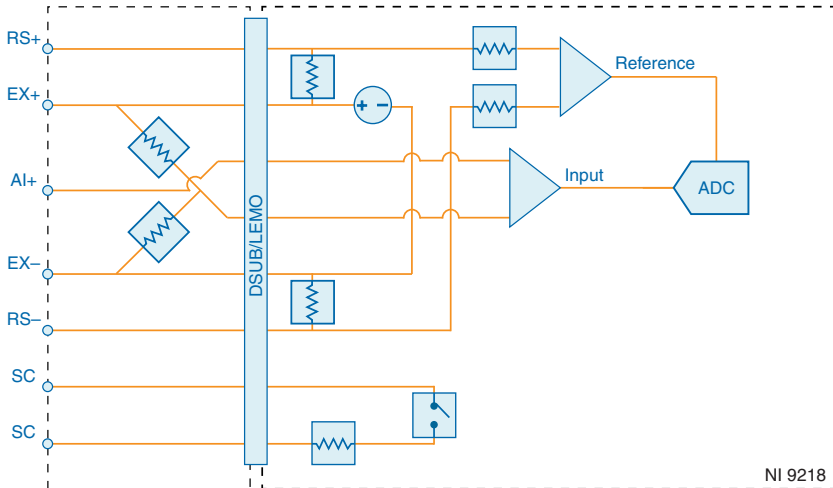 RS+
EX+
AI+
EX–
RS–
SC
SC
DSUB/LEMO
+ –
Reference
Input
ADC
NI 9218